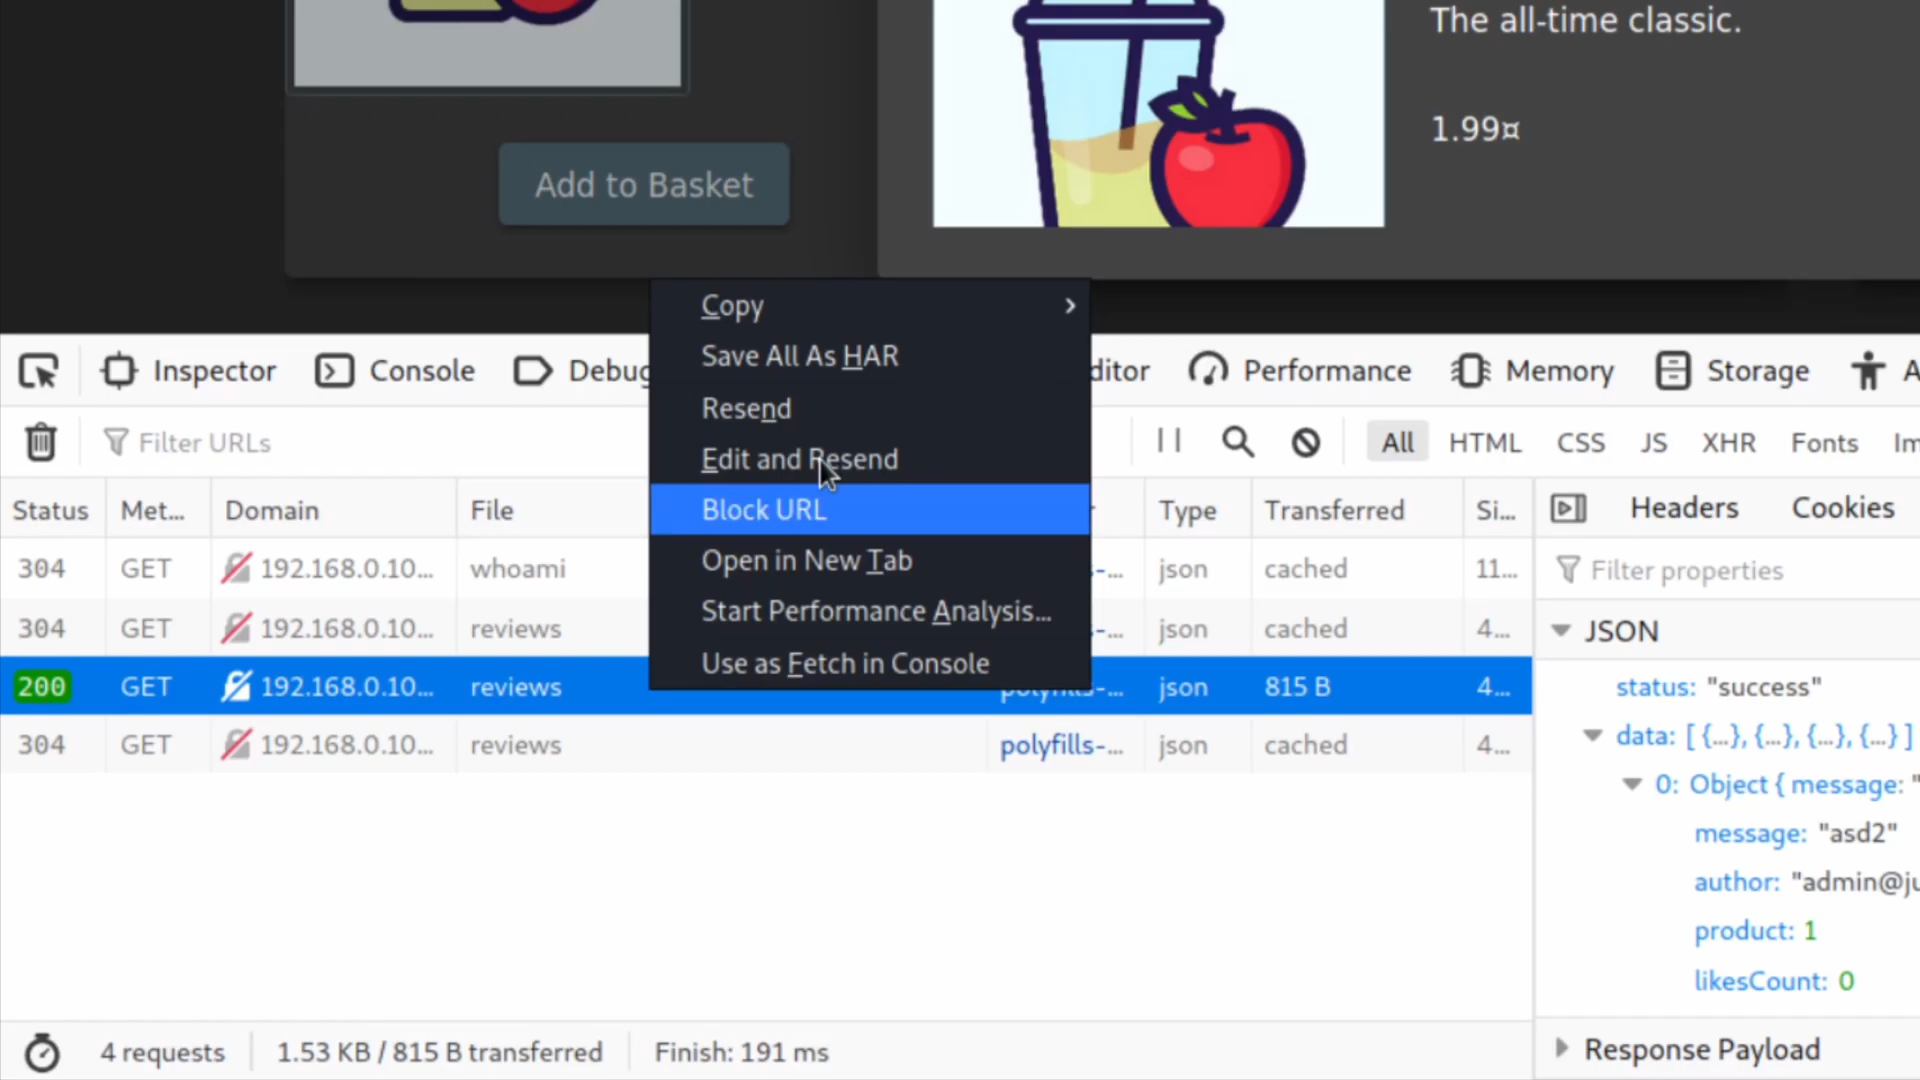 The all-time classic.
1.99¤
Add to Basket
Copy
Save All As HAR
Resend
Edit and Resend
Block URL
Open in New Tab
Start Performance Analysis...
Use as Fetch in Console
Inspector Console Performance Memory Storage
Filter URLs All HTML CSS JS XHR Fonts
Status Met... Domain File Type Transferred Si... Headers Cookies
304 GET 192.168.0.10... whoami json cached 11... Filter properties
304 GET 192.168.0.10... reviews json cached 4... JSON
200 GET 192.168.0.10... reviews polyfills-... json 815 B 4... status: "success"
304 GET 192.168.0.10... reviews polyfills-... json cached 4... data: [ {...}, {...}, {...}, {...} ]
0: Object { message: "
message: "asd2"
author: "admin@ju
product: 1
likesCount: 0
4 requests 1.53 KB / 815 B transferred Finish: 191 ms Response Payload